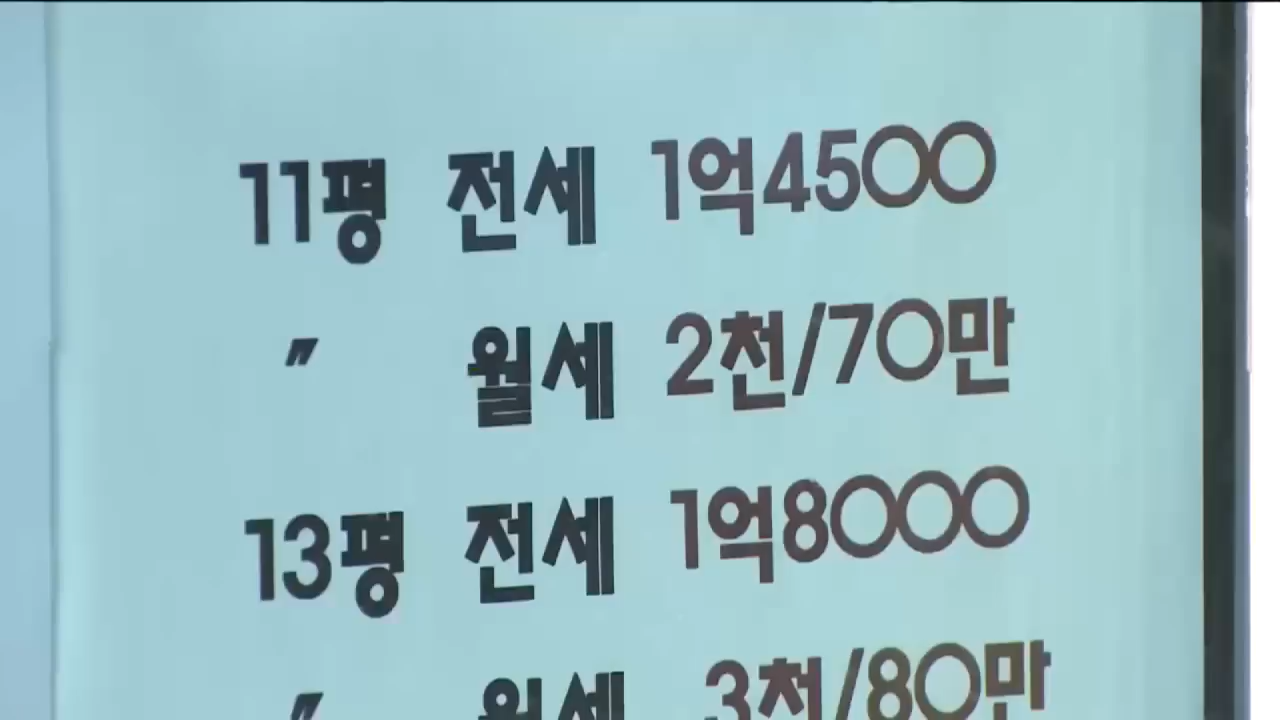 11평 전세 1억4500
〃 월세 2천/70만
13평 전세 1억8000
〃 월세 3천/80만